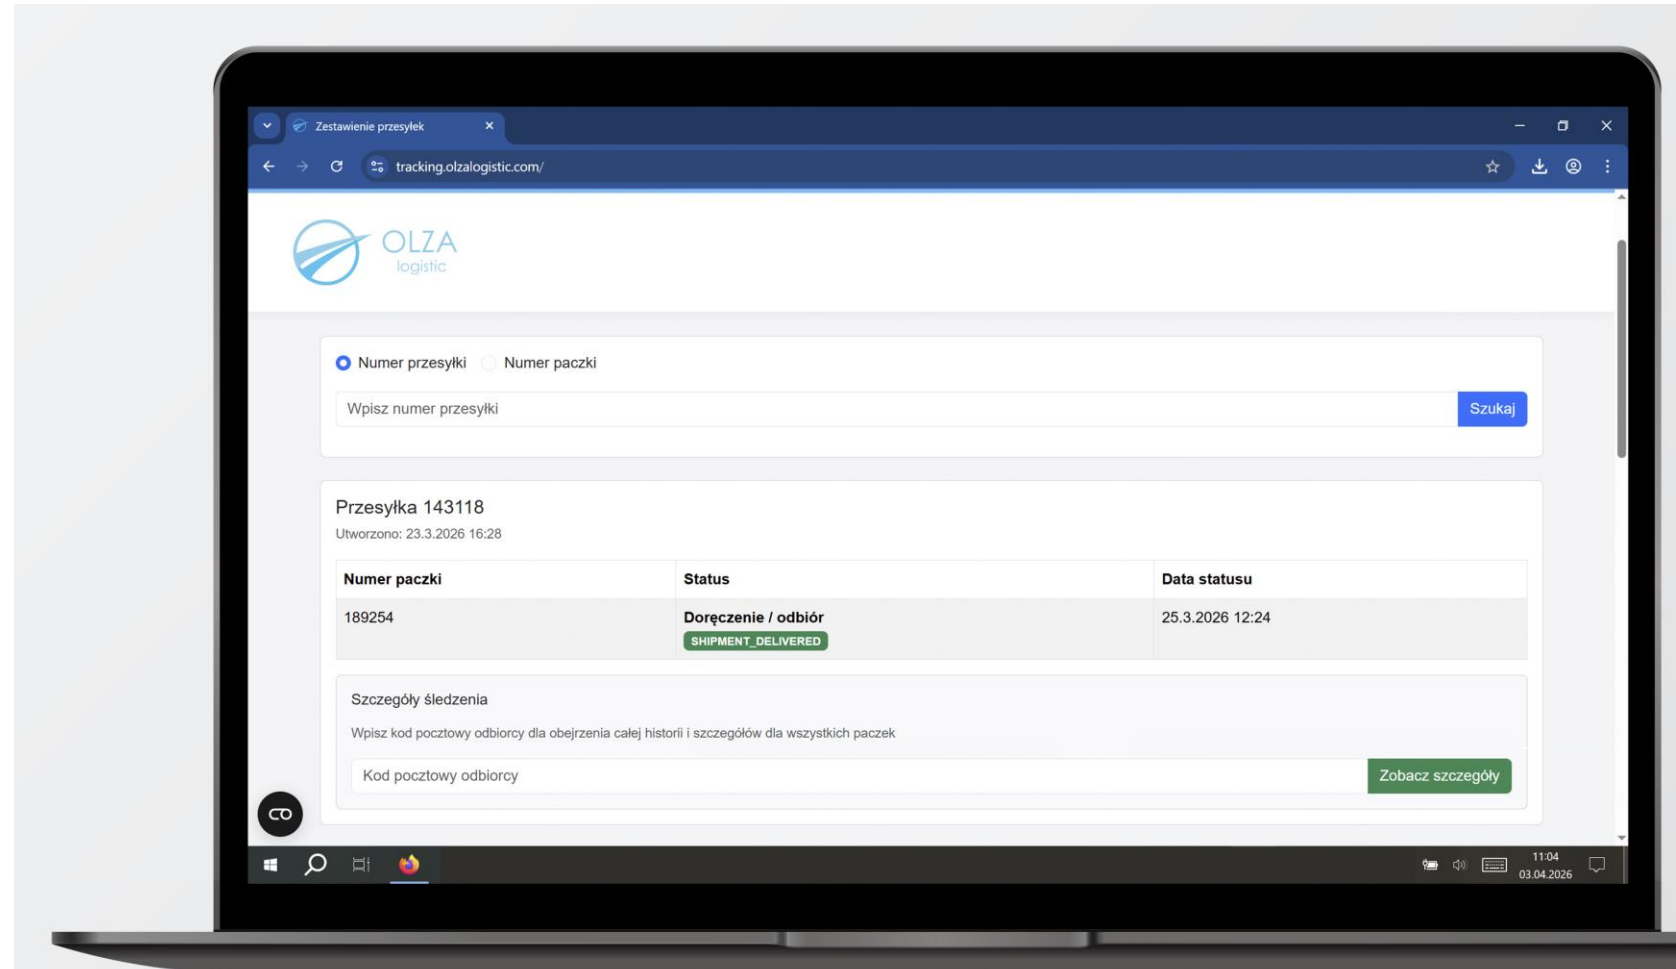 Zestawienie przesyłek
tracking.olzalogistic.com/
OLZA
logistic
Numer przesyłki Numer paczki
Wpisz numer przesyłki Szukaj
Przesyłka 143118
Utworzono: 23.3.2026 16:28
Numer paczki Status Data statusu
189254 Doręczenie / odbiór 25.3.2026 12:24
SHIPMENT_DELIVERED
Szczegóły śledzenia
Wpisz kod pocztowy odbiorcy dla obejrzenia całej historii i szczegółów dla wszystkich paczek
Kod pocztowy odbiorcy Zobacz szczegóły
11:04
03.04.2026